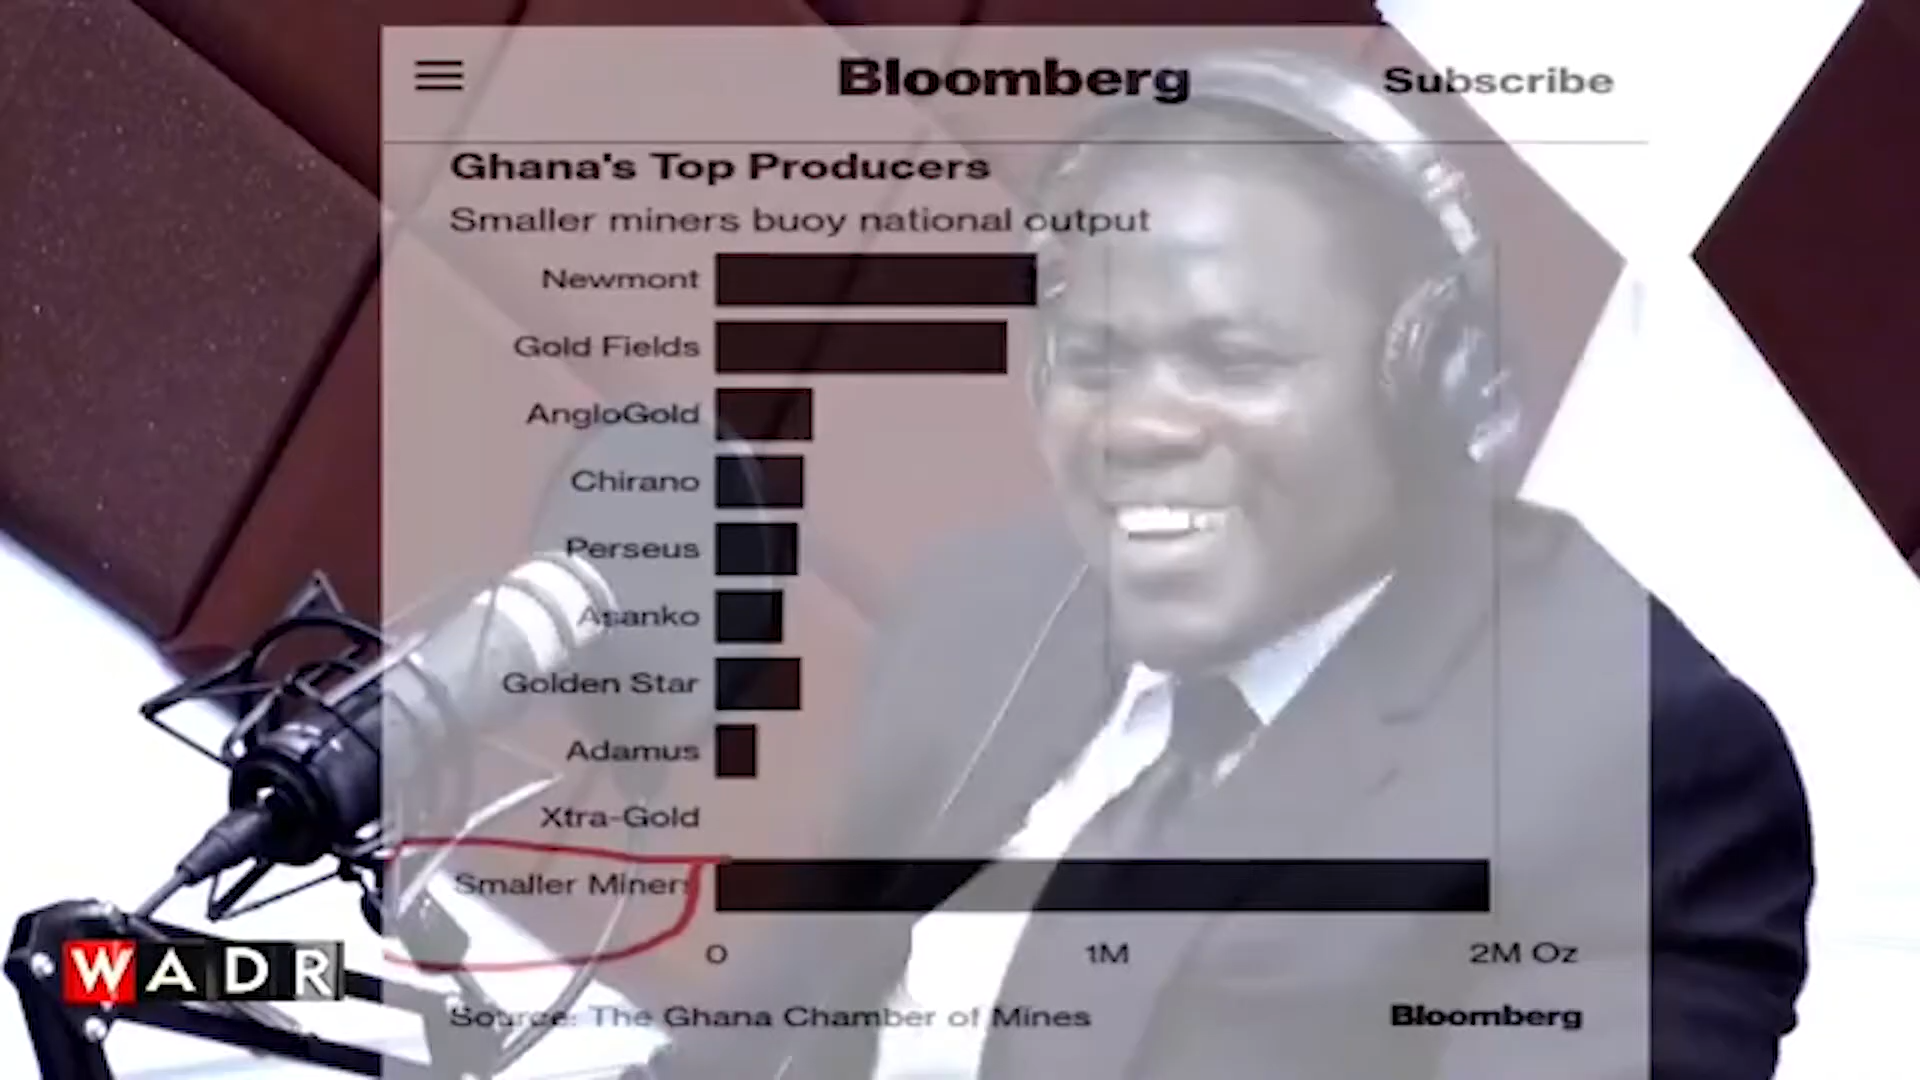 Bloomberg
Subscribe
Ghana's Top Producers
Smaller miners buoy national output
Newmont
Gold Fields
AngloGold
Chirano
Perseus
Asanko
Golden Star
Adamus
Xtra-Gold
Smaller Miners
0 1M 2M Oz
Source: The Ghana Chamber of Mines
Bloomberg
WADR